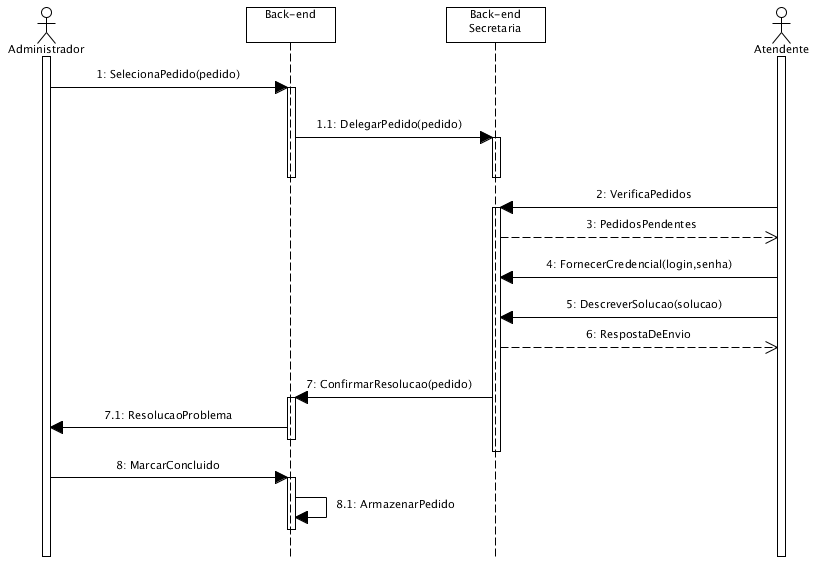 Back-end
Back-end
Secretaria
Administrador
Atendente
1: SelecionaPedido(pedido)
1.1: DelegarPedido(pedido)
2: VerificaPedidos
3: PedidosPendentes
4: FornecerCredencial(login,senha)
5: DescreverSolucao(solucao)
6: RespostaDeEnvio
7: ConfirmarResolucao(pedido)
7.1: ResolucaoProblema
8: MarcarConcluido
8.1: ArmazenarPedido